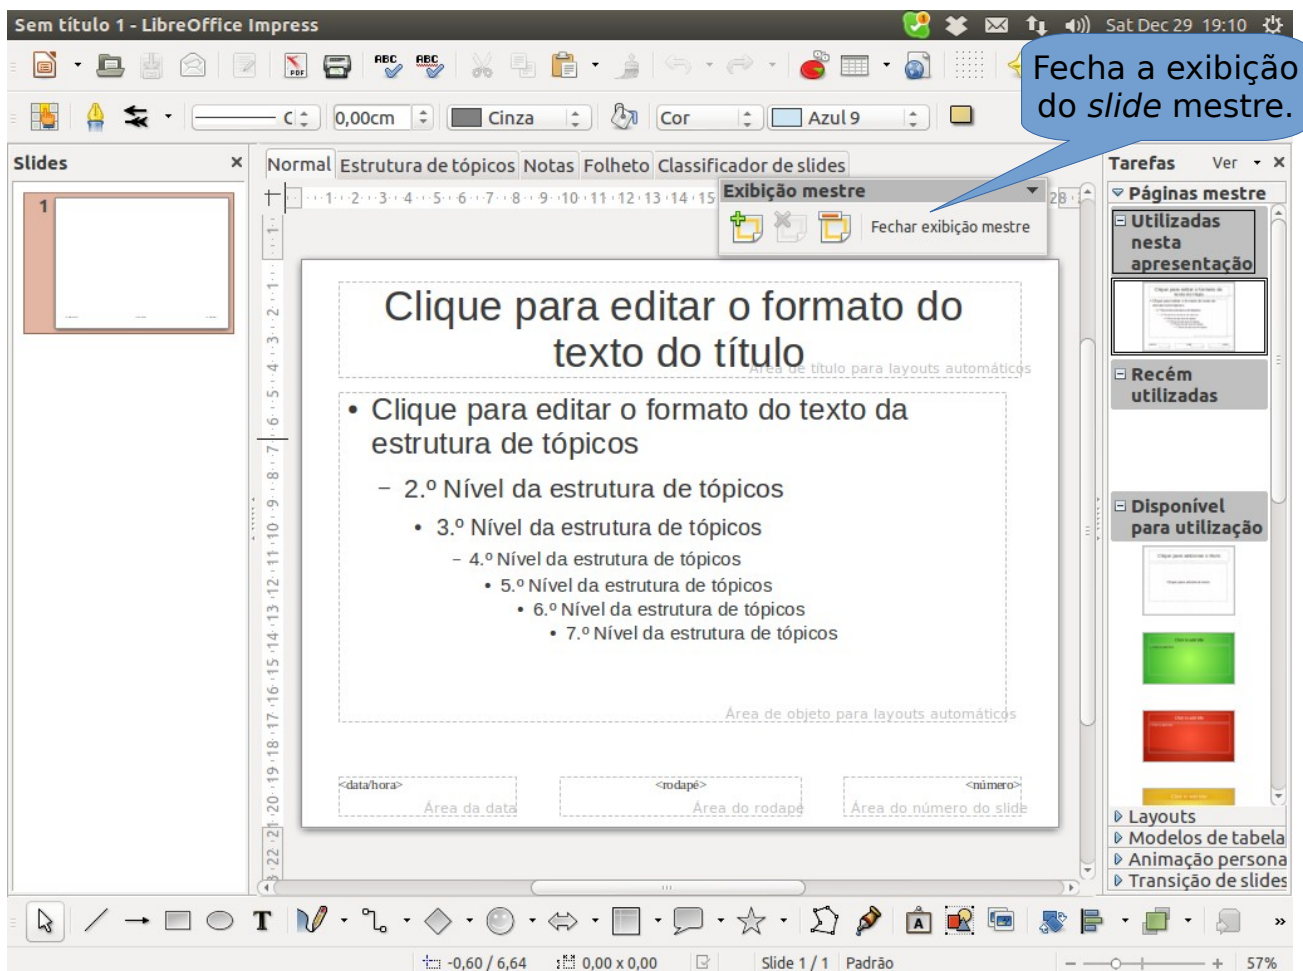 Sem título 1 - LibreOffice Impress
Sat Dec 29 19:10
Fecha a exibição
do slide mestre.
PDF
ABC
ABC
C
0,00cm
Cinza
Cor
Azul 9
Slides
Normal
Estrutura de tópicos
Notas
Folheto
Classificador de slides
Tarefas
Ver
Exibição mestre
Fechar exibição mestre
Páginas mestre
Utilizadas
nesta
apresentação
1
Clique para editar o formato do
texto do título
Área de título para layouts automáticos
Recém
utilizadas
• Clique para editar o formato do texto da
estrutura de tópicos
– 2.º Nível da estrutura de tópicos
• 3.º Nível da estrutura de tópicos
– 4.º Nível da estrutura de tópicos
• 5.º Nível da estrutura de tópicos
• 6.º Nível da estrutura de tópicos
• 7.º Nível da estrutura de tópicos
Área de objeto para layouts automáticos
Disponível
para utilização
<data/hora>
Área da data
<rodapé>
Área do rodapé
<número>
Área do número do slide
Layouts
Modelos de tabela
Animação persona
Transição de slides
T
A
-0,60 / 6,64
0,00 x 0,00
Slide 1 / 1
Padrão
57%